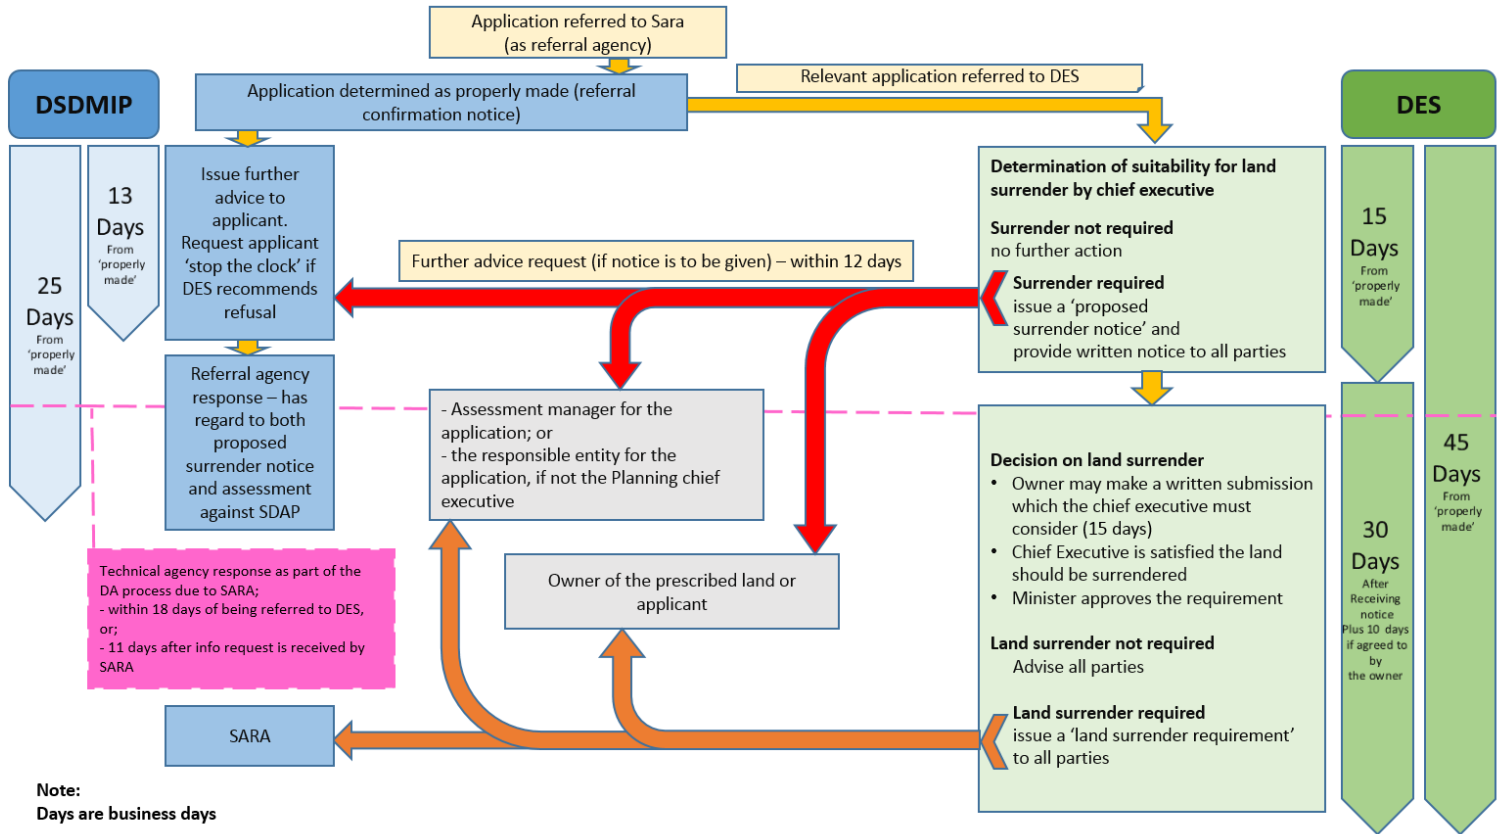 Application referred to Sara
(as referral agency)
Relevant application referred to DES
DSDMIP
Application determined as properly made (referral
confirmation notice)
DES
25
Days
From
‘properly
made’
13
Days
From
‘properly
made’
Issue further
advice to
applicant.
Request applicant
‘stop the clock’ if
DES recommends
refusal
Further advice request (if notice is to be given) – within 12 days
Determination of suitability for land
surrender by chief executive
Surrender not required
no further action
Surrender required
issue a ‘proposed
surrender notice’ and
provide written notice to all parties
15
Days
From
‘properly
made’
45
Days
From
‘properly
made’
Referral agency
response – has
regard to both
proposed
surrender notice
and assessment
against SDAP
- Assessment manager for the
application; or
- the responsible entity for the
application, if not the Planning chief
executive
Owner of the prescribed land or
applicant
Decision on land surrender
• Owner may make a written submission
which the chief executive must
consider (15 days)
• Chief Executive is satisfied the land
should be surrendered
• Minister approves the requirement
Land surrender not required
Advise all parties
Land surrender required
issue a ‘land surrender requirement’
to all parties
30
Days
After
Receiving
notice
Plus 10 days
if agreed to
by
the owner
Technical agency response as part of the
DA process due to SARA;
- within 18 days of being referred to DES,
or;
- 11 days after info request is received by
SARA
SARA
Note:
Days are business days